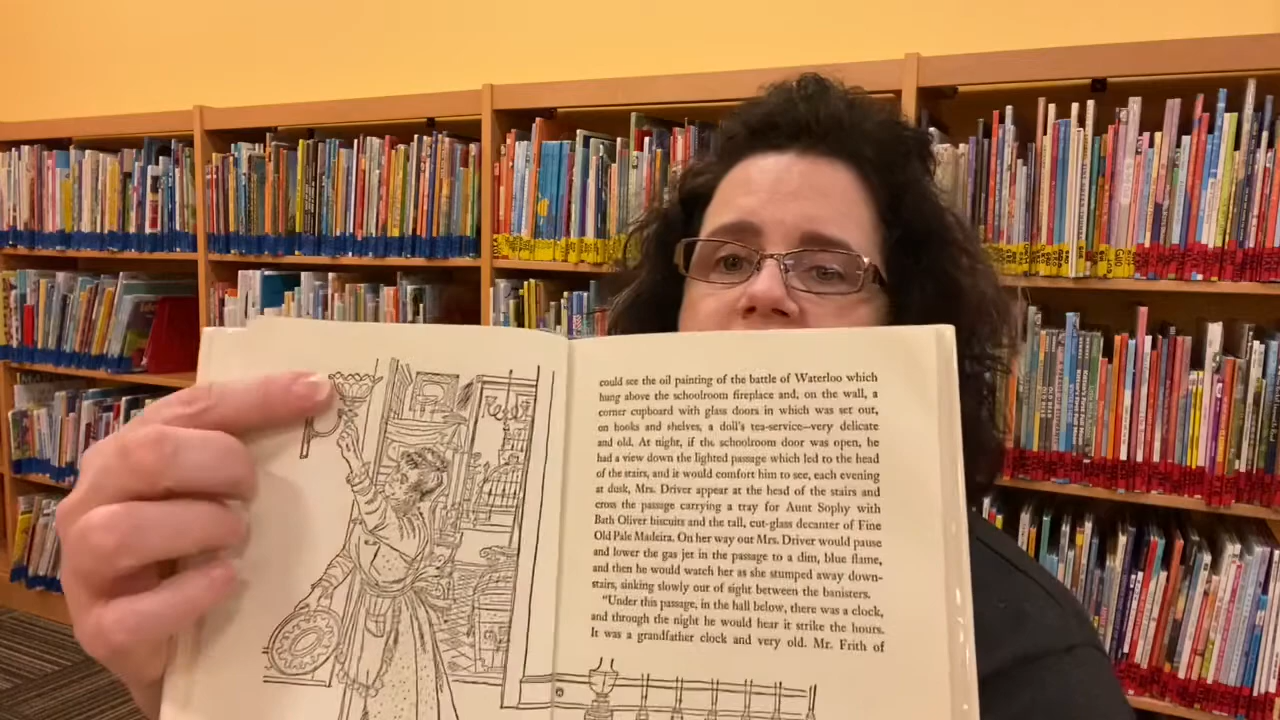 could see the oil painting of the battle of Waterloo which
hung above the schoolroom fireplace and, on the wall, a
corner cupboard with glass doors in which was set out,
on hooks and shelves, a doll's tea-service—very delicate
and old. At night, if the schoolroom door was open, he
had a view down the lighted passage which led to the head
of the stairs, and it would comfort him to see, each evening
at dusk, Mrs. Driver appear at the head of the stairs and
cross the passage carrying a tray for Aunt Sophy with
Bath Oliver biscuits and the tall, cut-glass decanter of Fine
Old Pale Madeira. On her way out Mrs. Driver would pause
and lower the gas jet in the passage to a dim, blue flame,
and then he would watch her as she stumped away down-
stairs, sinking slowly out of sight between the banisters.
"Under this passage, in the hall below, there was a clock,
and through the night he would hear it strike the hours.
It was a grandfather clock and very old. Mr. Frith of